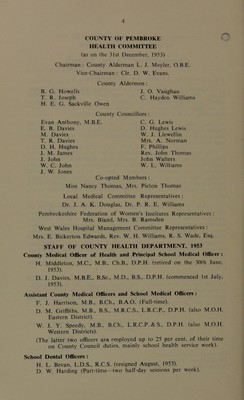 4
COUNTY OF PEMBROKE
HEALTH COMMITTEE
(as on the 31st December, 1953)
Chairman: County Alderman L. J. Meyler, O.B.E.
Vice-Chairman: Clr. D. W. Evans.
County Aldermen:
B. G. Howells J. O. Vaughan
T. R. Joseph C. Hayden Williams
H. E. G. Sackville Owen
County Councillors:
Evan Anthony, M.B.E. C. G. Lewis
E. B. Davies D. Hughes Lewis
M. Davies W. J. Llewellin
T. R. Davies Mrs. A. Norman
D. H. Hughes F. Phillips
J. M. James Rev. John Thomas
J. John John Walters
W. C. John W. L. Williams
J. W. Jones
Co-opted Members:
Miss Nancy Thomas, Mrs. Picton Thomas
Local Medical Committee Representatives:
Dr. J. A. K. Douglas, Dr. P. R. E. Williams
Pembrokeshire Federation of Women's Institutes Representatives:
Mrs. Bland, Mrs. B. Ramsden
West Wales Hospital Management Committee Representatives:
Mrs. E. Bickerton Edwards, Rev. W. H. Williams, R. S. Wade, Esq.
STAFF OF COUNTY HEALTH DEPARTMENT, 1953
County Medical Officer of Health and Principal School Medical Officer:
H. Middleton, M.C., M.B., Ch.B., D.P.H. (retired on the 30th June, 1953).
D. J. Davies, M.B.E., B.Sc., M.D., B.S., D.P.H. (commenced 1st July, 1953).
Assistant County Medical Officers and School Medical Officers:
F. J. Harrison, M.B., B.Ch., B.A.O. (Full-time).
D. M. Griffiths, M.B., B.S., M.R.C.S., L.R.C.P., D.P.H. (also M.O.H. Eastern District).
W. J. Y. Speedy, M.B., B.Ch., L.R.C.P.&S., D.P.H. (also M.O.H. Western District).
(The latter two officers are employed up to 25 per cent. of their time on County Council duties, mainly school health work).
School Dental Officers:
H. L. Bevan, L.D.S., R.C.S. (resigned August, 1953).
D. W. Harding (Part-time—two half-day sessions per week).